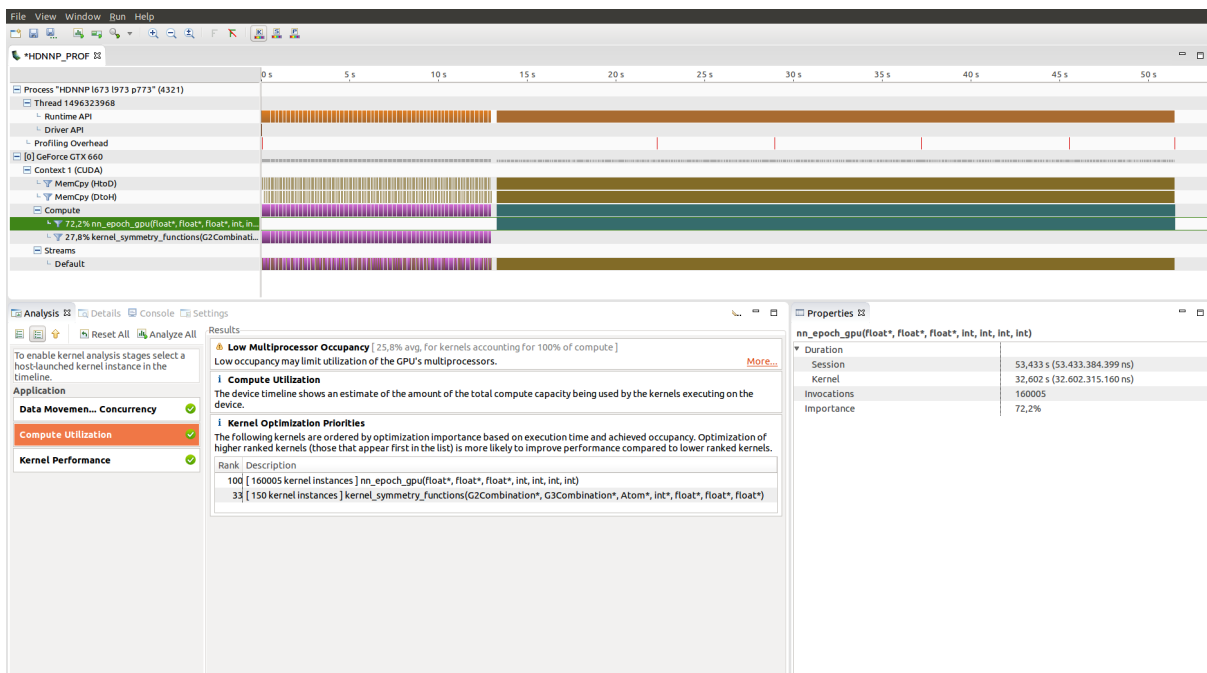 File View Window Run Help
*HDNNP_PROF
0 s 5 s 10 s 15 s 20 s 25 s 30 s 35 s 40 s 45 s 50 s
Process "HDNNP l673 l973 p773" (4321)
Thread 1496323968
Runtime API
Driver API
Profiling Overhead
[0] GeForce GTX 660
Context 1 (CUDA)
MemCpy (HtoD)
MemCpy (DtoH)
Compute
72,2% nn_epoch_gpu(float*, float*, float*, int, in...
27,8% kernel_symmetry_functions(G2Combinati...
Streams
Default
Analysis Details Console Settings
Reset All Analyze All
To enable kernel analysis stages select a
host-launched kernel instance in the
timeline.
Application
Data Movemen... Concurrency
Compute Utilization
Kernel Performance
Results
Low Multiprocessor Occupancy [ 25,8% avg, for kernels accounting for 100% of compute ]
Low occupancy may limit utilization of the GPU's multiprocessors. More...
i Compute Utilization
The device timeline shows an estimate of the amount of the total compute capacity being used by the kernels executing on the
device.
i Kernel Optimization Priorities
The following kernels are ordered by optimization importance based on execution time and achieved occupancy. Optimization of
higher ranked kernels (those that appear first in the list) is more likely to improve performance compared to lower ranked kernels.
Rank Description
100 [ 160005 kernel instances ] nn_epoch_gpu(float*, float*, float*, int, int, int, int)
33 [ 150 kernel instances ] kernel_symmetry_functions(G2Combination*, G3Combination*, Atom*, int*, float*, float*, float*)
Properties
nn_epoch_gpu(float*, float*, float*, int, int, int, int)
Duration
Session 53,433 s (53.433.384.399 ns)
Kernel 32,602 s (32.602.315.160 ns)
Invocations 160005
Importance 72,2%